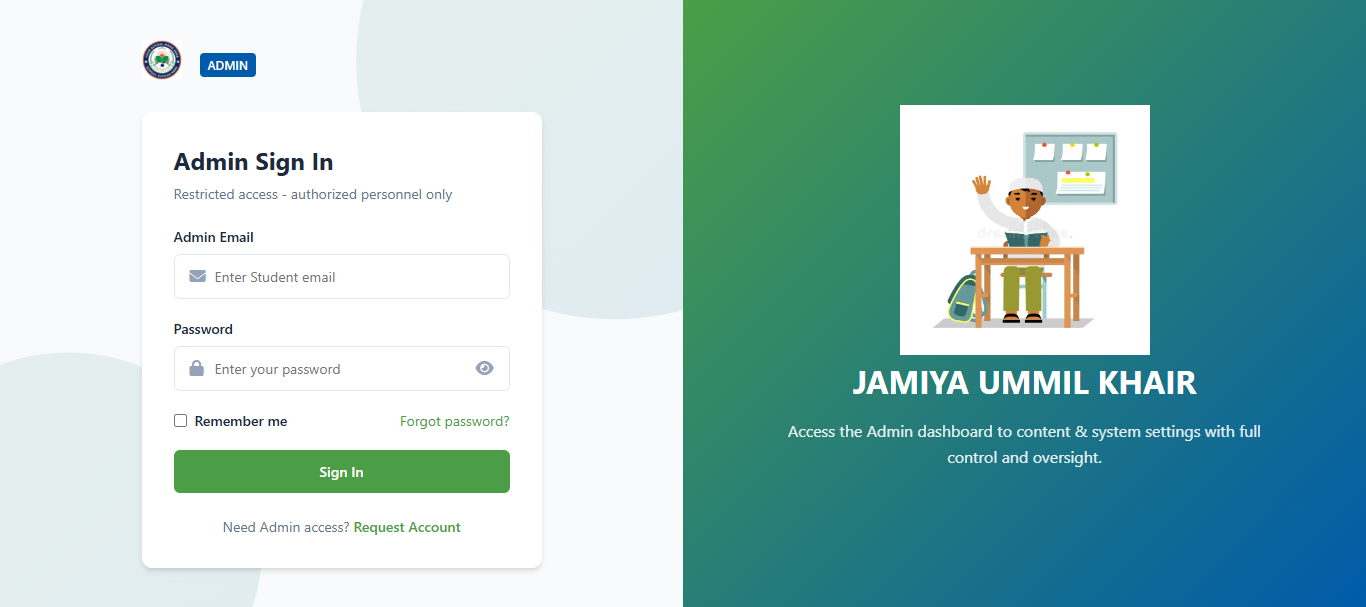 ADMIN
Admin Sign In
Restricted access - authorized personnel only
Admin Email
Enter Student email
Password
Enter your password
Remember me
Forgot password?
Sign In
Need Admin access? Request Account
JAMIYA UMMIL KHAIR
Access the Admin dashboard to content & system settings with full
control and oversight.